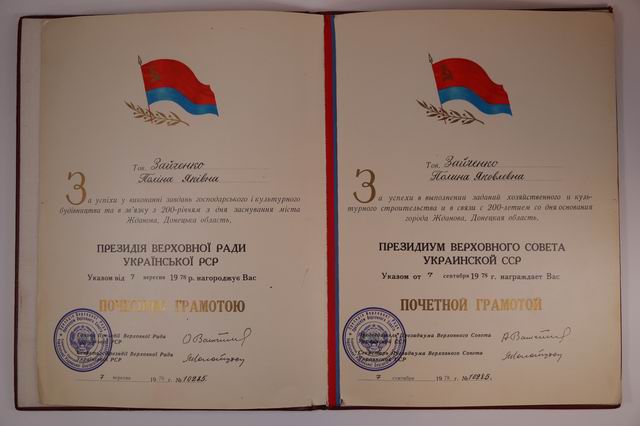 Тов. Зайченко
Поліна Яківна
За успіхи у виконанні завдань господарського і культурного
будівництва та в зв'язку з 200-річчям з дня заснування міста
Жданова, Донецька область,
ПРЕЗИДІЯ ВЕРХОВНОЇ РАДИ
УКРАЇНСЬКОЇ РСР
Указом від 7 вересня 1978 р. нагороджує Вас
ПОЧЕСНОЮ ГРАМОТОЮ
Голова Президії Верховної Ради
Української РСР
Секретар Президії Верховної Ради
Української РСР
7 вересня 1978 г. № 10285.
Тов. Зайченко
Полина Яковлевна
За успехи в выполнении заданий хозяйственного и куль-
турного строительства и в связи с 200-летием со дня основания
города Жданова, Донецкая область,
ПРЕЗИДИУМ ВЕРХОВНОГО СОВЕТА
УКРАИНСКОЙ ССР
Указом от 7 сентября 1978 г. награждает Вас
ПОЧЕТНОЙ ГРАМОТОЙ
Председатель Президиума Верховного Совета
Украинской ССР
Секретарь Президиума Верховного Совета
Украинской ССР
7 сентября 1978 г. № 10285.